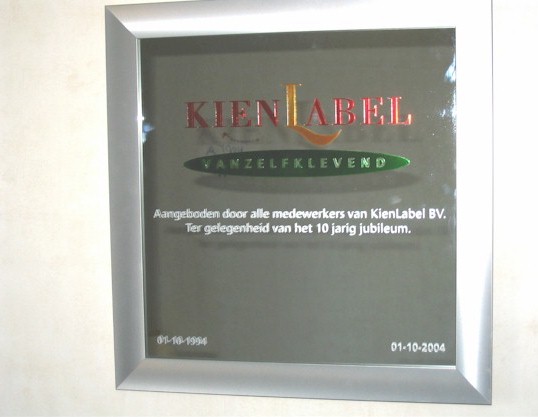 KIENLABEL
VANZELFKLEVEND
Aangeboden door alle medewerkers van KienLabel BV.
Ter gelegenheid van het 10 jarig jubileum.
01-10-1994
01-10-2004